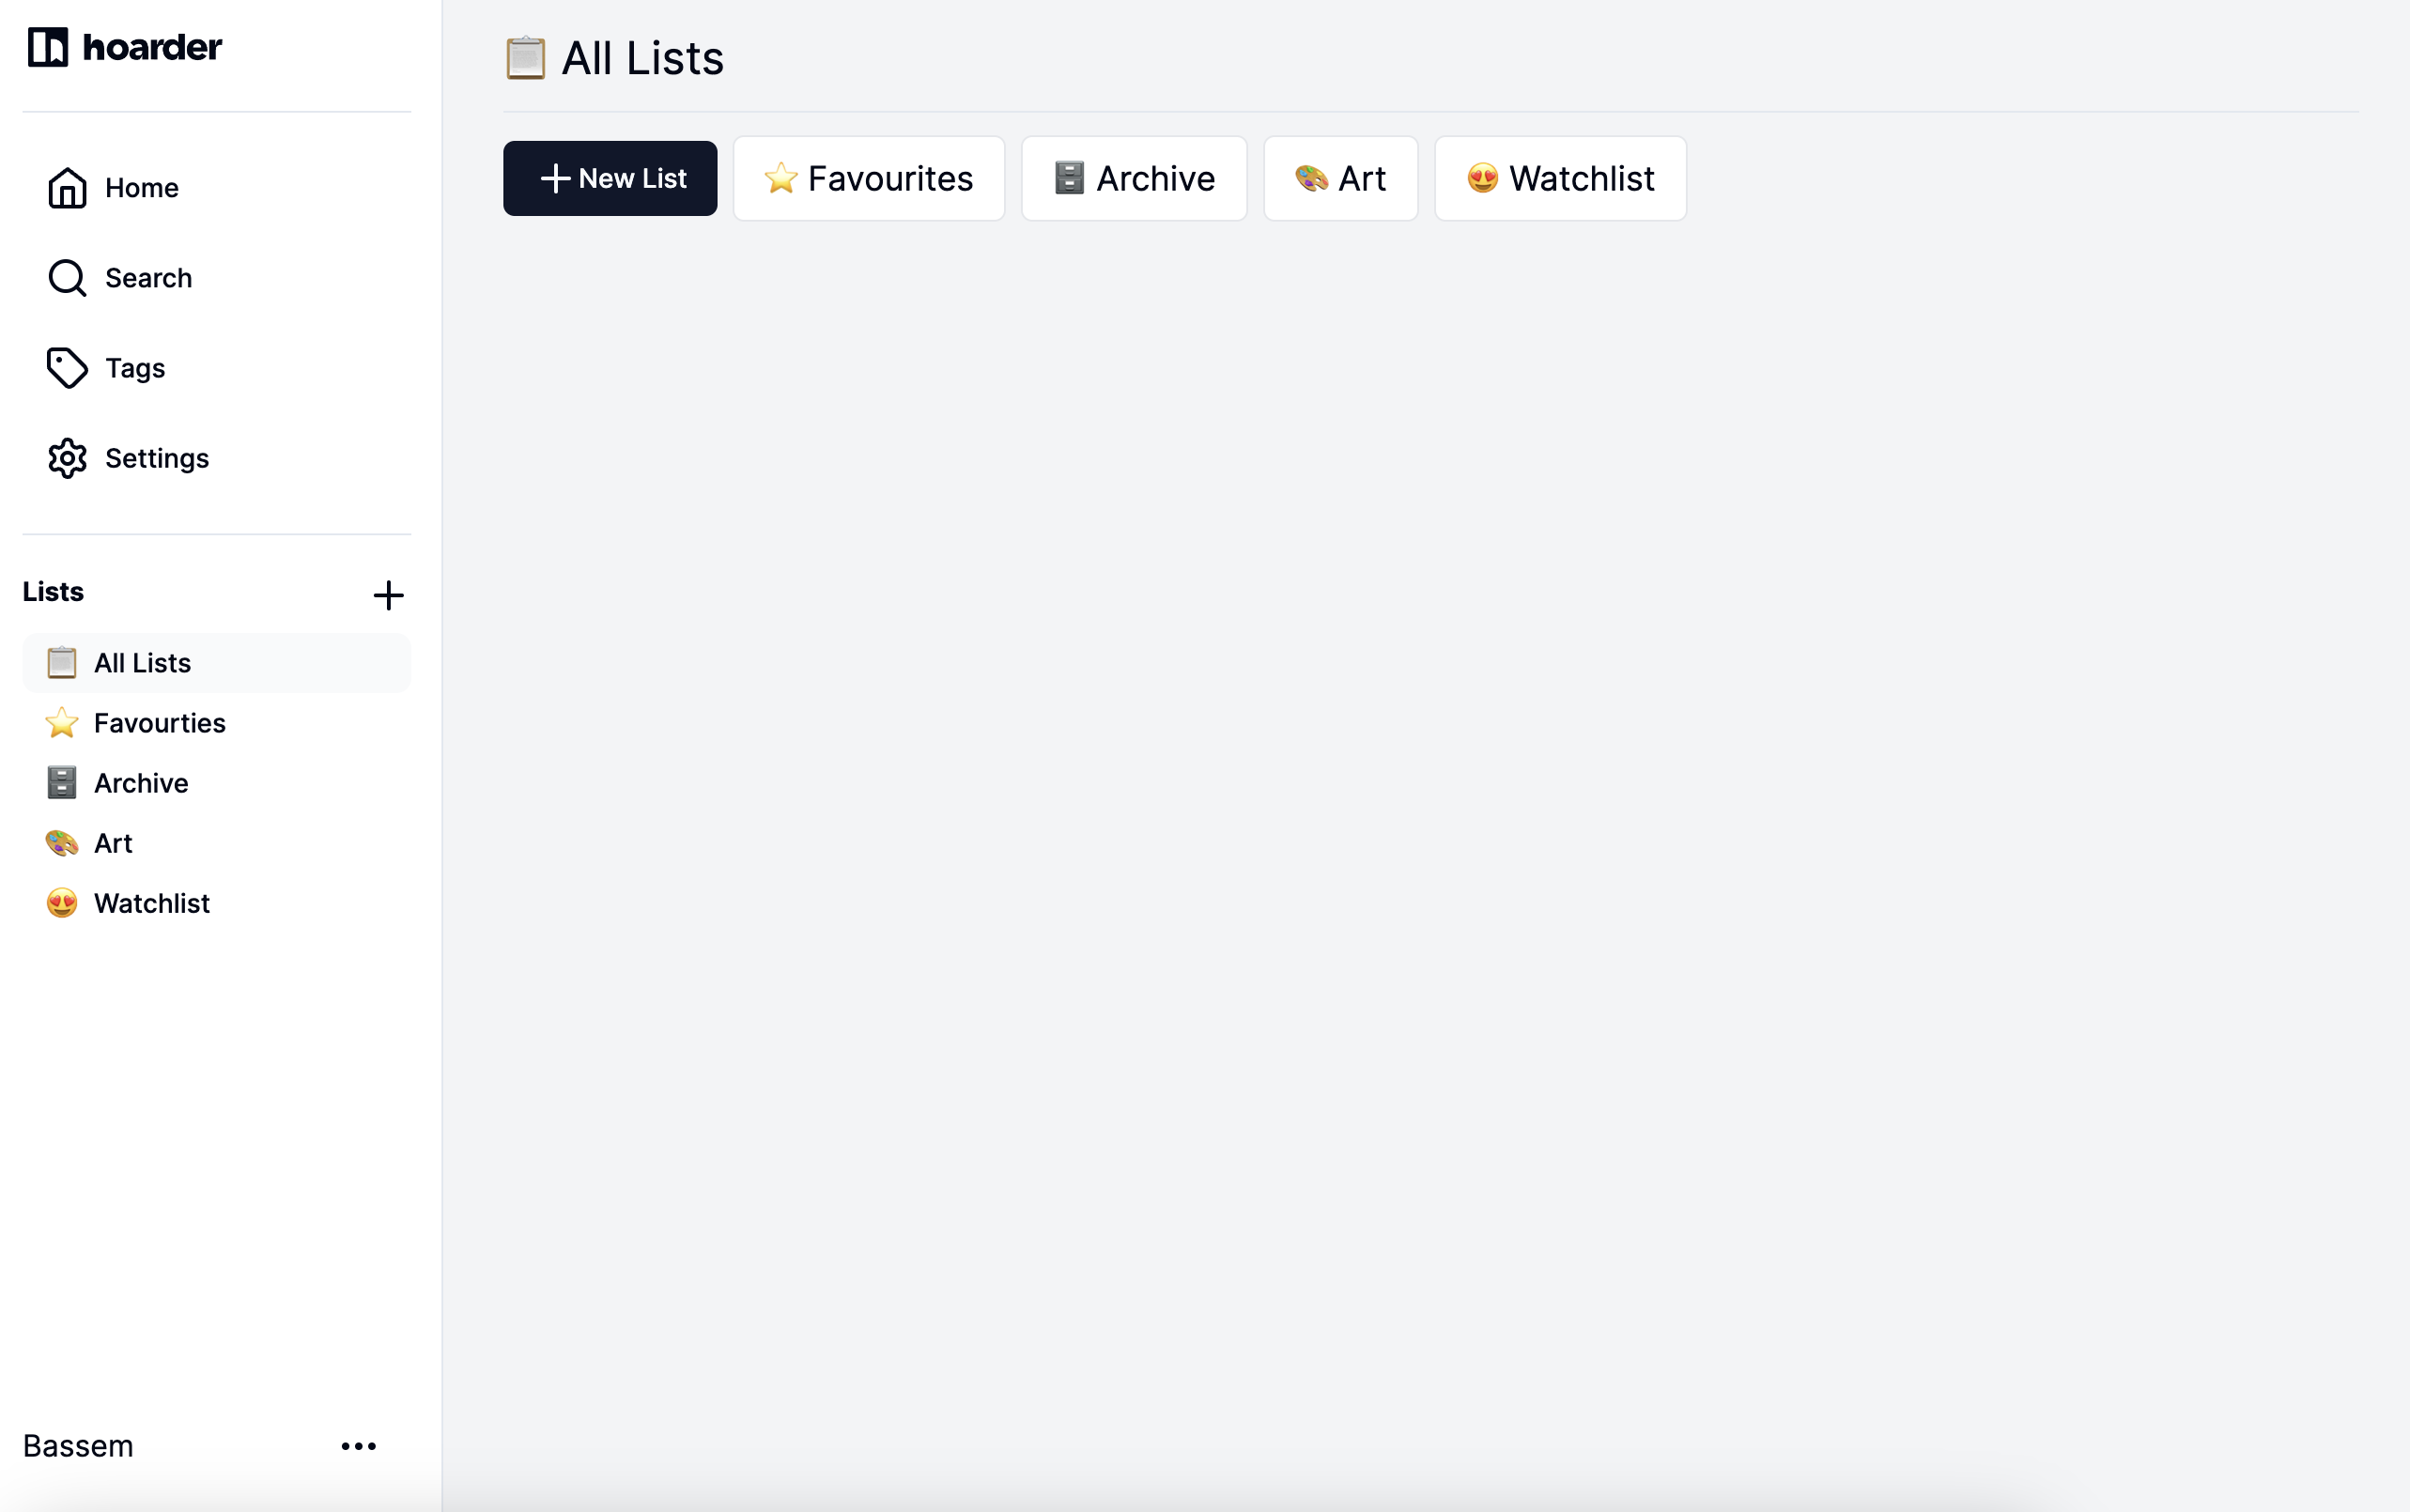 hoarder
Home
Search
Tags
Settings
Lists
All Lists
Favourties
Archive
Art
Watchlist
Bassem
All Lists
New List
Favourites
Archive
Art
Watchlist